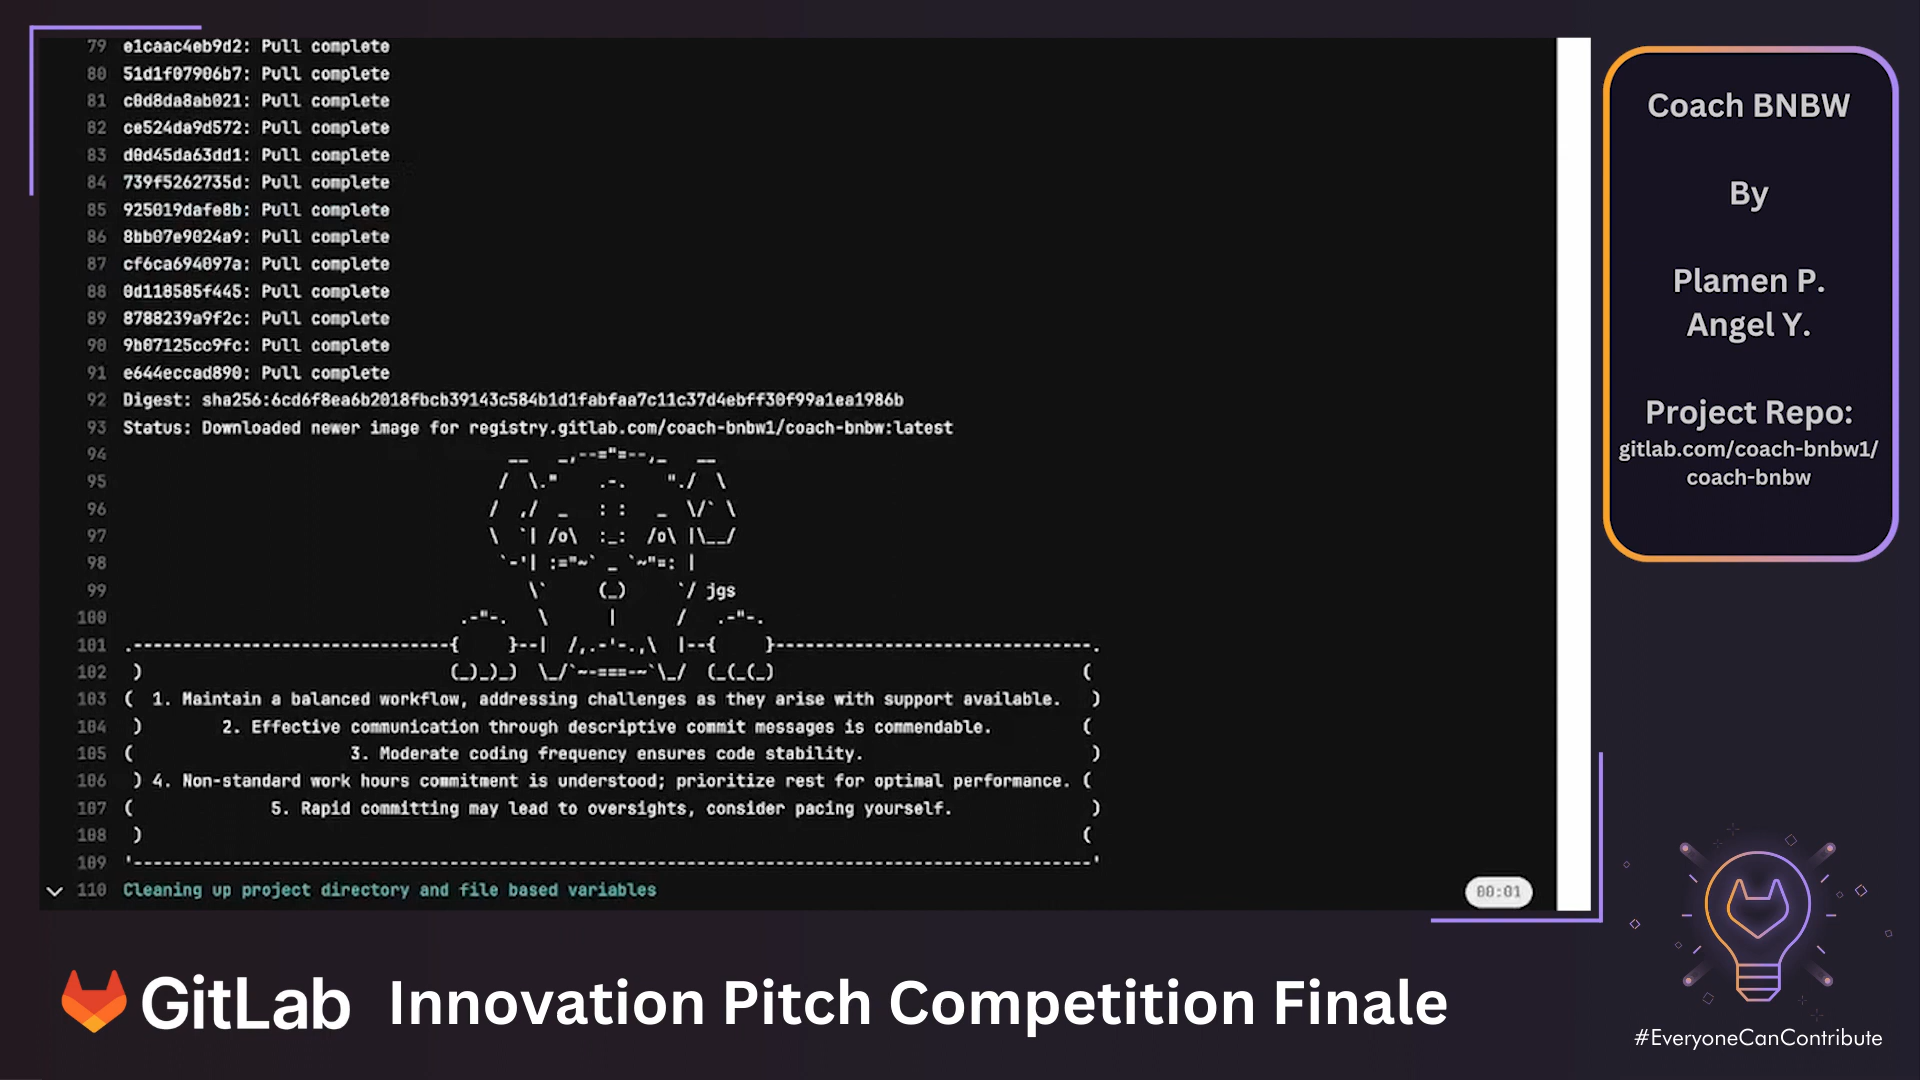 79 e1caac4eb9d2: Pull complete
80 51d1f07906b7: Pull complete
81 c0d8da8ab021: Pull complete
82 ce524da9d572: Pull complete
83 d0d45da63dd1: Pull complete
84 739f5262735d: Pull complete
85 925019dafe8b: Pull complete
86 8bb07e9024a9: Pull complete
87 cf6ca694097a: Pull complete
88 0d118585f445: Pull complete
89 8788239a9f2c: Pull complete
90 9b07125cc9fc: Pull complete
91 e644eccad890: Pull complete
92 Digest: sha256:6cd6f8ea6b2018fbcb39143c584b1d1fabfaa7c11c37d4ebff30f99a1ea1986b
93 Status: Downloaded newer image for registry.gitlab.com/coach-bnbw1/coach-bnbw:latest
94 __ _,--="=--,_ __
95 / \." .-. "./ \
96 / ,/ _ : : _ \/` \
97 \ `| /o\ :_: /o\ |\__/
98 `-'| :="~` _ `~"=: |
99 \` (_) `/ jgs
100 .-"-. \ | / .-"-.
101 .--------------------------------{ }--| /,.-'-.,\ |--{ }--------------------------------.
102 ) (_)_)_) \_/`~-===-~`\_/ (_(_(_) (
103 ( 1. Maintain a balanced workflow, addressing challenges as they arise with support available. )
104 ) 2. Effective communication through descriptive commit messages is commendable. (
105 ( 3. Moderate coding frequency ensures code stability. )
106 ) 4. Non-standard work hours commitment is understood; prioritize rest for optimal performance. (
107 ( 5. Rapid committing may lead to oversights, consider pacing yourself. )
108 ) (
109 '-------------------------------------------------------------------------------------------------'
110 Cleaning up project directory and file based variables
00:01
Coach BNBW
By
Plamen P.
Angel Y.
Project Repo:
gitlab.com/coach-bnbw1/
coach-bnbw
GitLab Innovation Pitch Competition Finale
#EveryoneCanContribute